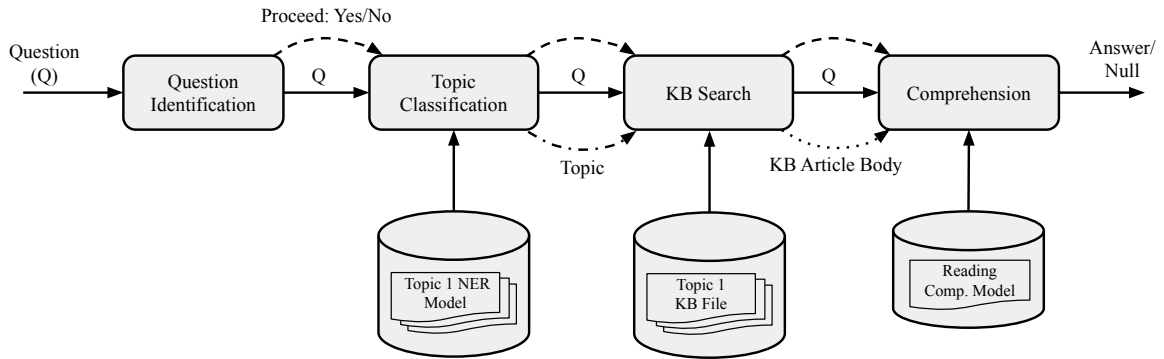 Proceed: Yes/No
Question
(Q)
Question
Identification
Q
Topic
Classification
Q
KB Search
Q
Comprehension
Answer/
Null
Topic
KB Article Body
Topic 1 NER
Model
Topic 1
KB File
Reading
Comp. Model